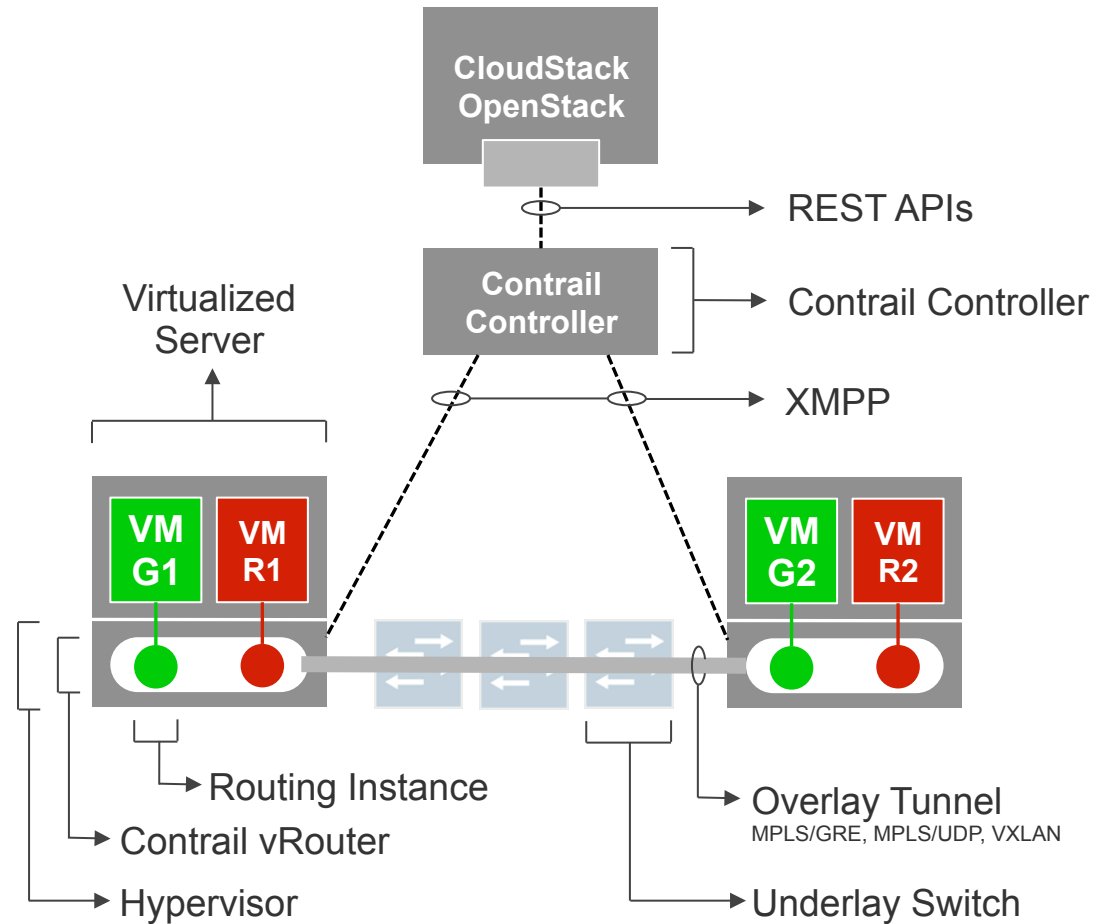 CloudStack
OpenStack
REST APIs
Contrail
Controller
Contrail Controller
Virtualized
Server
XMPP
VM
G1
VM
R1
VM
G2
VM
R2
Routing Instance
Contrail vRouter
Hypervisor
Overlay Tunnel
MPLS/GRE, MPLS/UDP, VXLAN
Underlay Switch